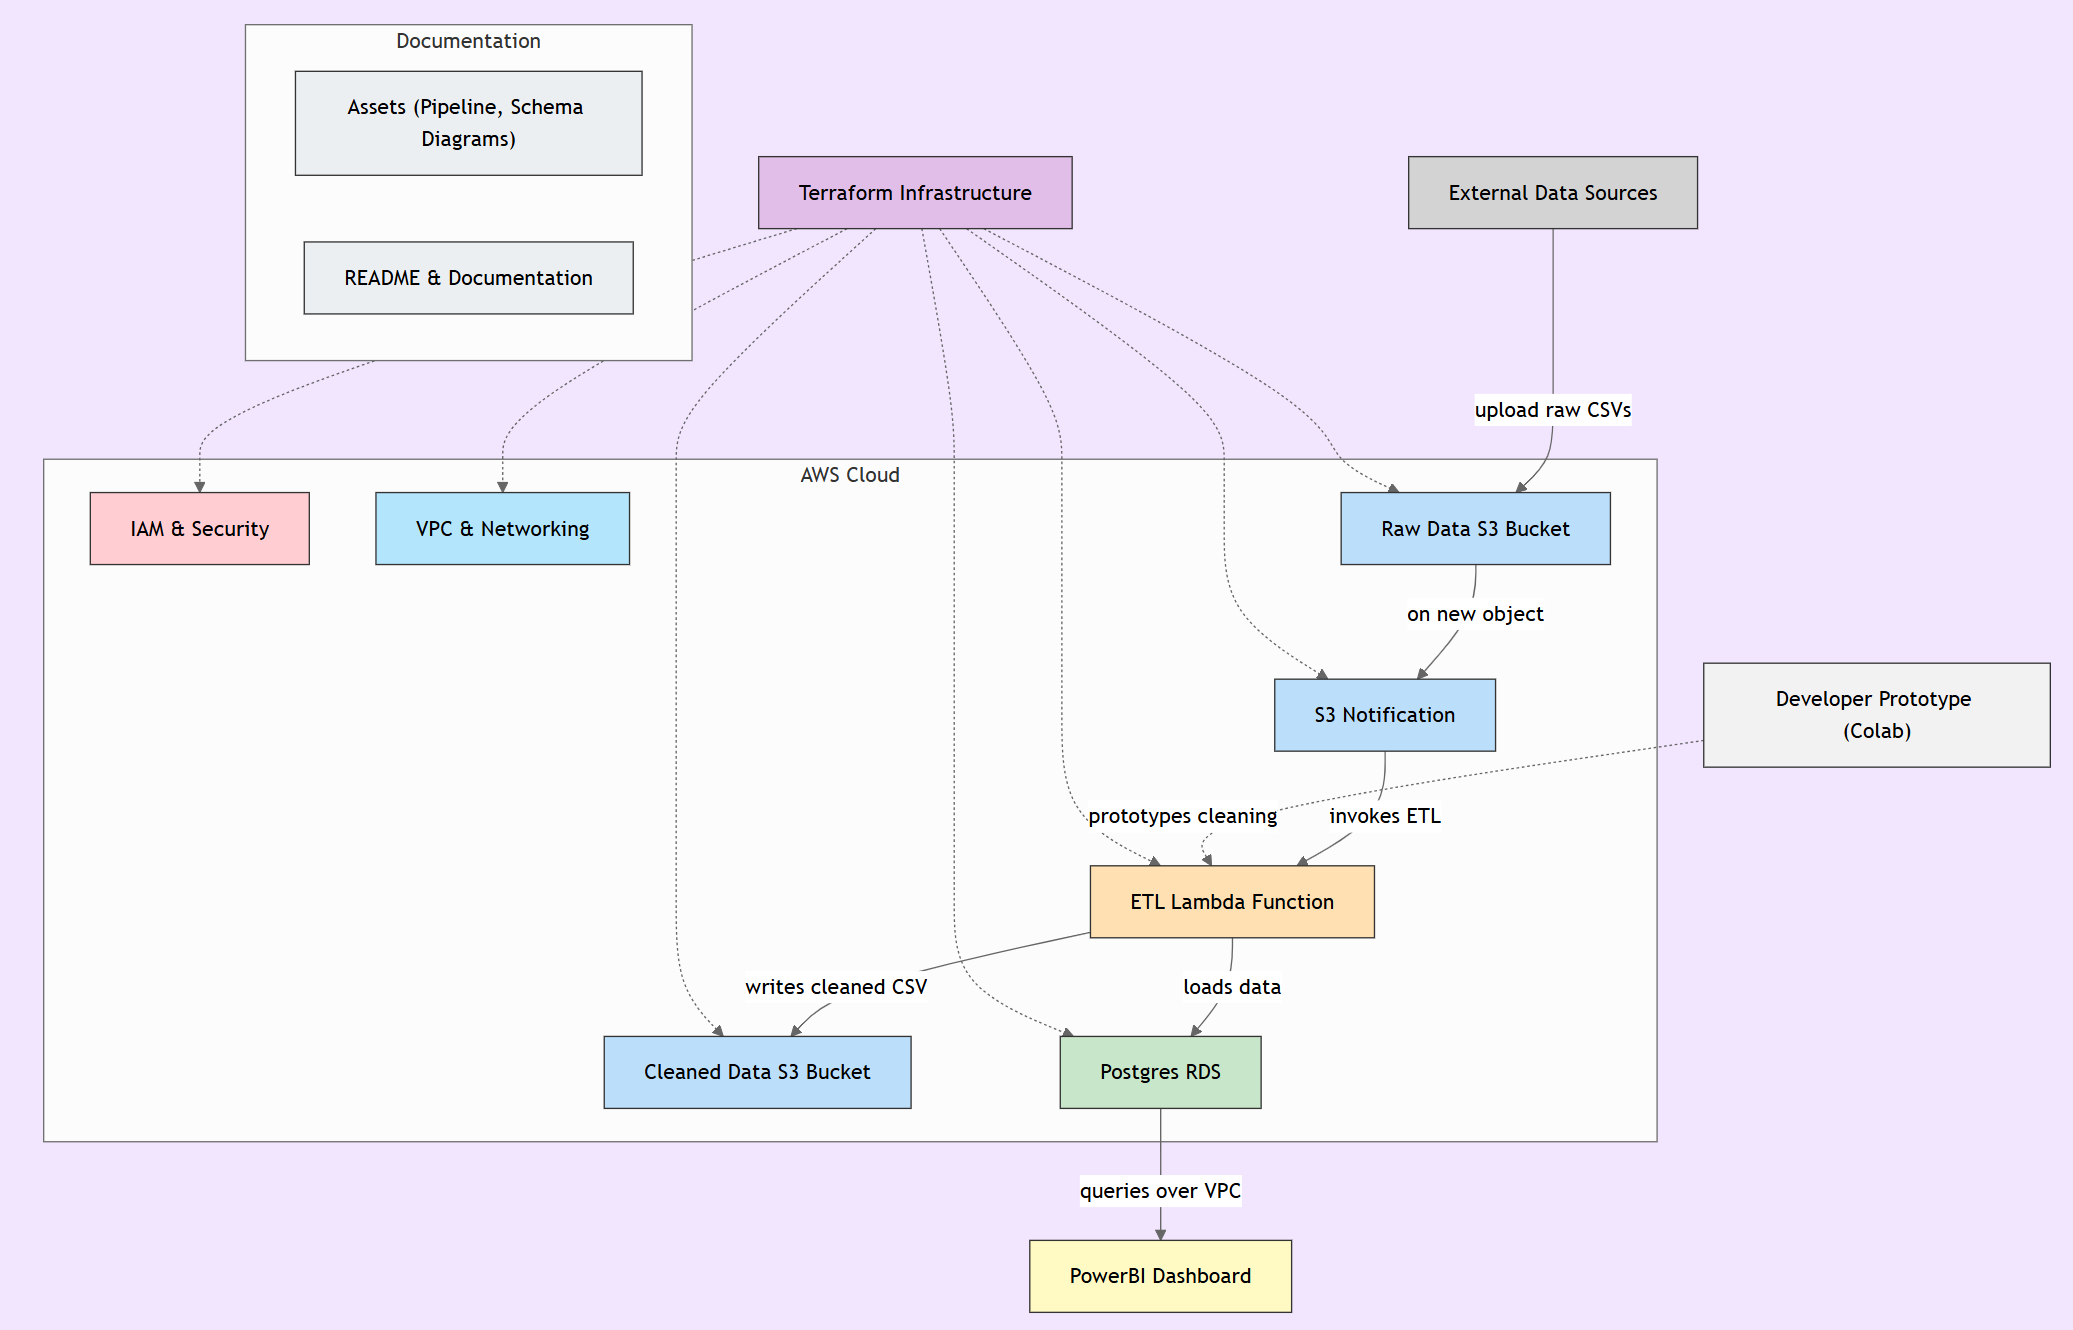 Documentation
Assets (Pipeline, Schema
Diagrams)
README & Documentation
Terraform Infrastructure
External Data Sources
upload raw CSVs
AWS Cloud
IAM & Security
VPC & Networking
Raw Data S3 Bucket
on new object
S3 Notification
Developer Prototype
(Colab)
prototypes cleaning
invokes ETL
ETL Lambda Function
writes cleaned CSV
loads data
Cleaned Data S3 Bucket
Postgres RDS
queries over VPC
PowerBI Dashboard